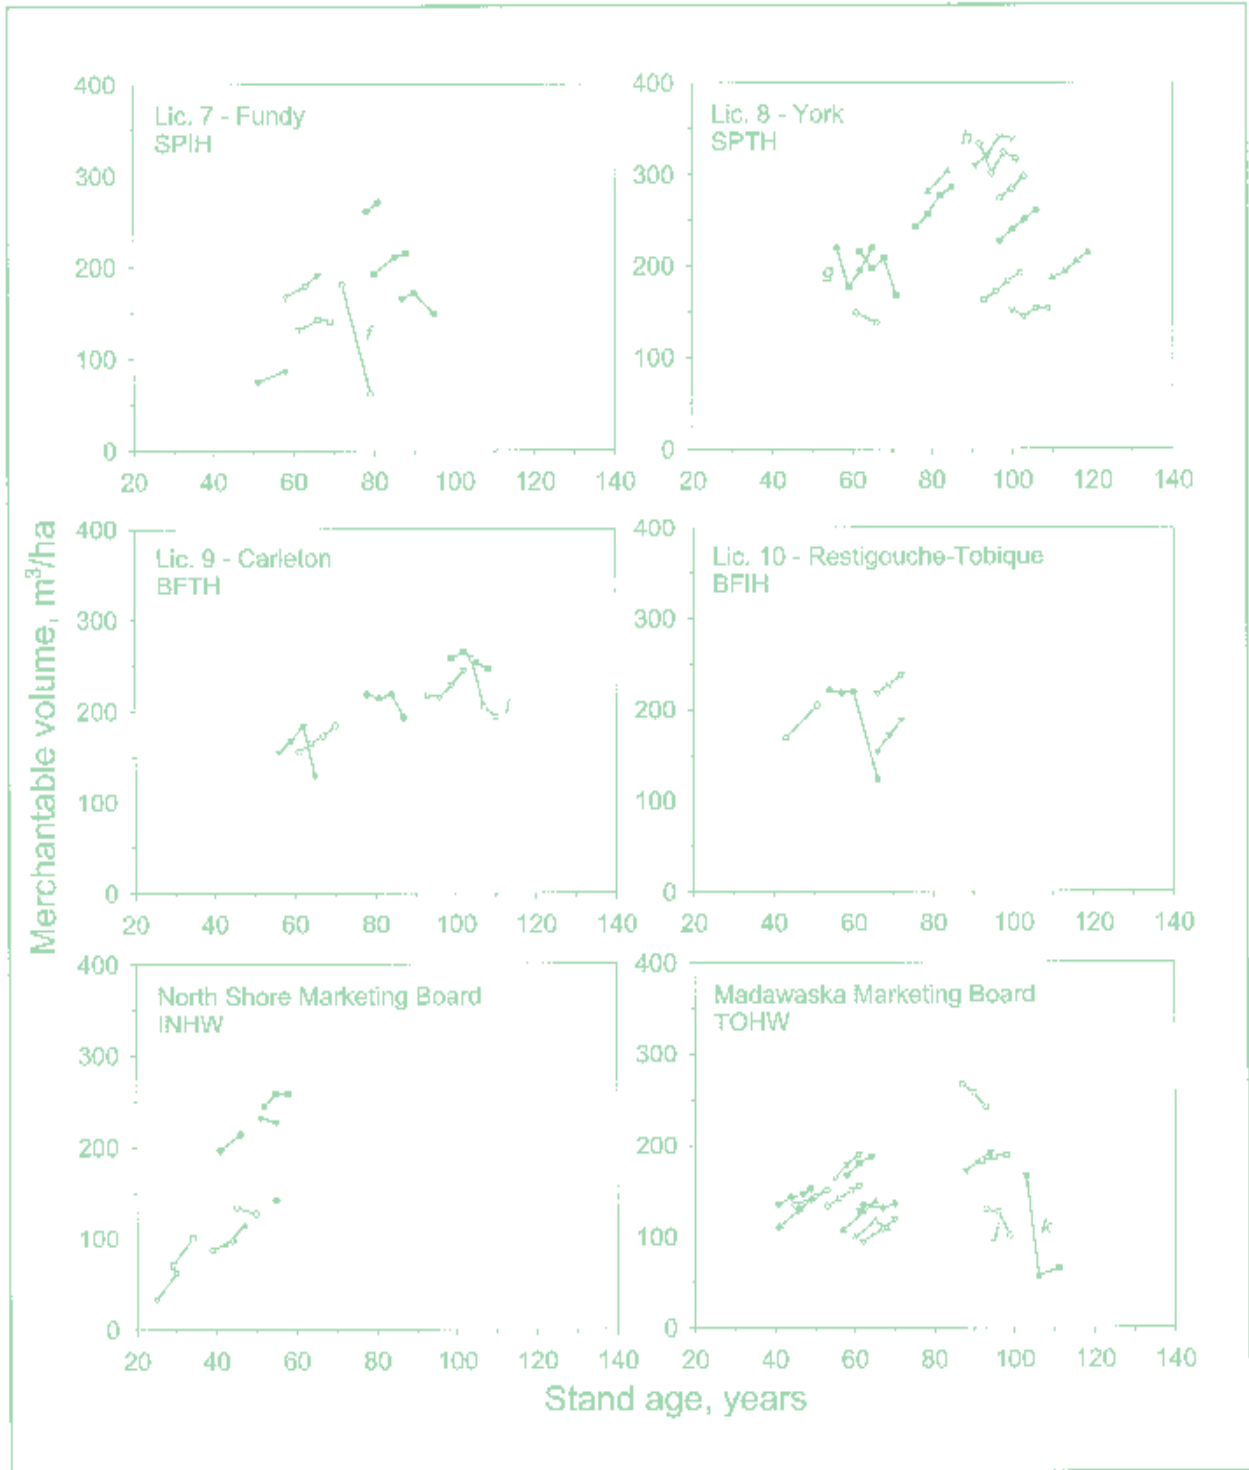 400
Lic. 7 - Fundy
SPIH
300
200
f
100
0
20 40 60 80 100 120 140
400
Lic. 8 - York
SPTH
h
300
g
200
100
0
20 40 60 80 100 120 140
400
Lic. 9 - Carleton
BFTH
300
200
100
0
20 40 60 80 100 120 140
400
Lic. 10 - Restigouche-Tobique
BFIH
300
200
100
0
20 40 60 80 100 120 140
Merchantable volume, m³/ha
400
North Shore Marketing Board
INHW
300
200
100
0
20 40 60 80 100 120 140
400
Madawaska Marketing Board
TOHW
300
200
k
100
0
20 40 60 80 100 120 140
Stand age, years